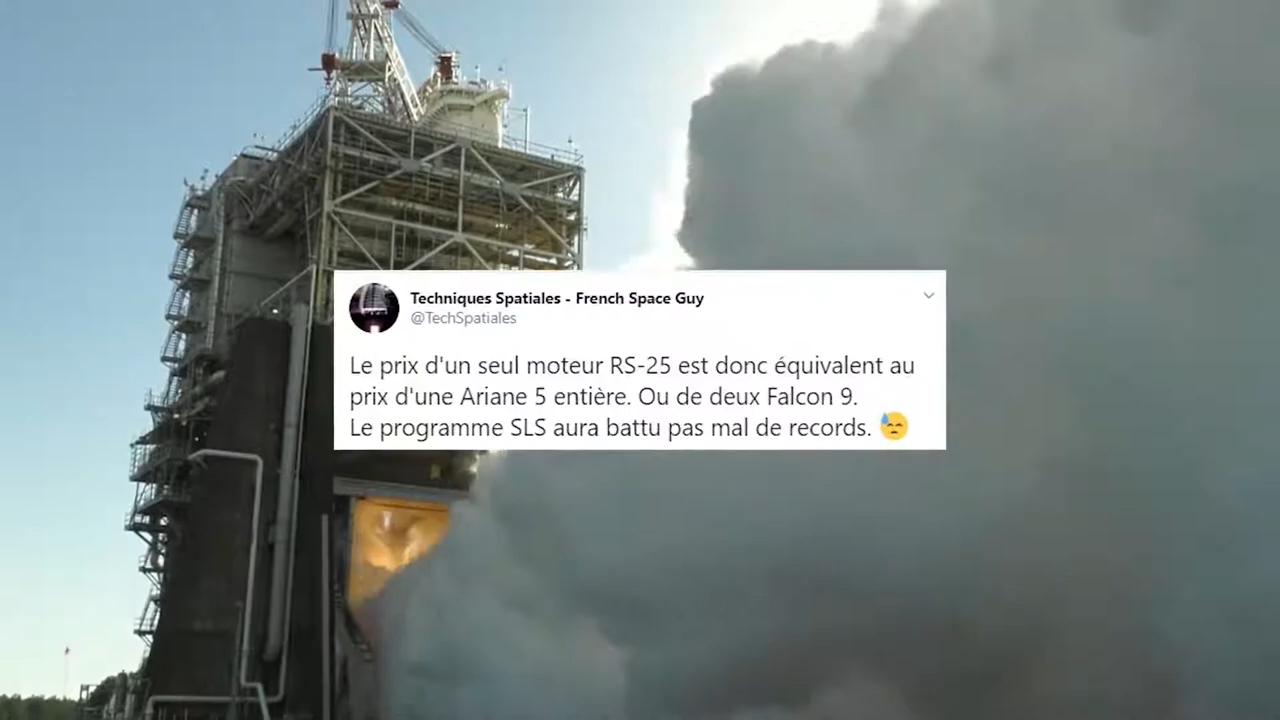 Techniques Spatiales - French Space Guy
@TechSpatiales
Le prix d'un seul moteur RS-25 est donc équivalent au
prix d'une Ariane 5 entière. Ou de deux Falcon 9.
Le programme SLS aura battu pas mal de records. 😓